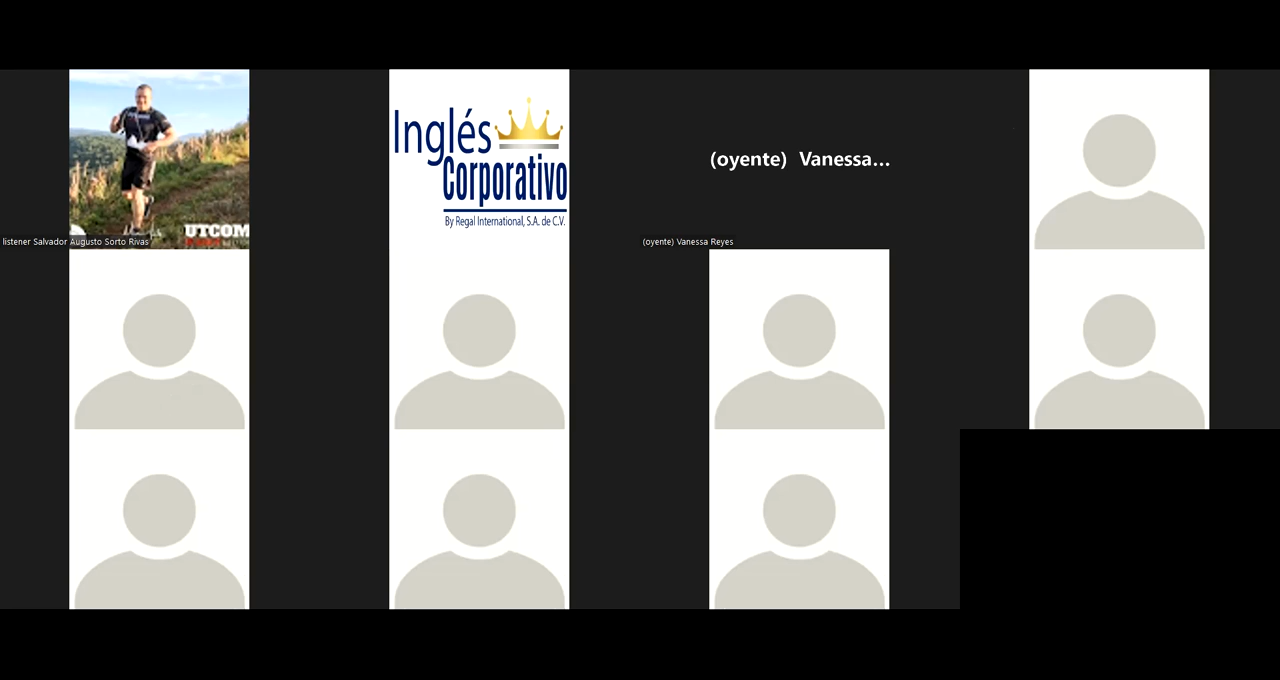 UTCOM
listener Salvador Augusto Sorto Rivas
Inglés
Corporativo
By Regal International, S.A. de C.V.
(oyente) Vanessa...
(oyente) Vanessa Reyes